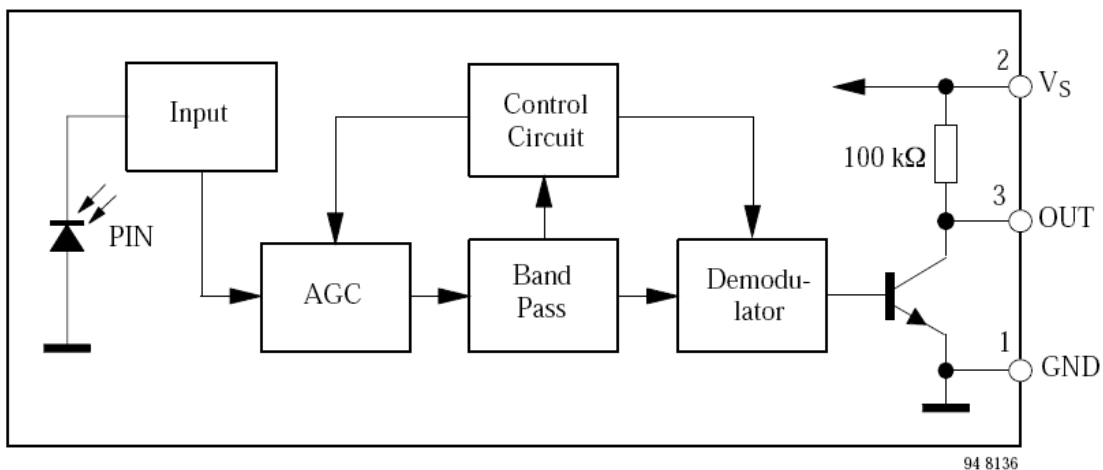 Input
Control
Circuit
2
V_S
100 kΩ
3
OUT
PIN
AGC
Band
Pass
Demodu-
lator
1
GND
94 8136